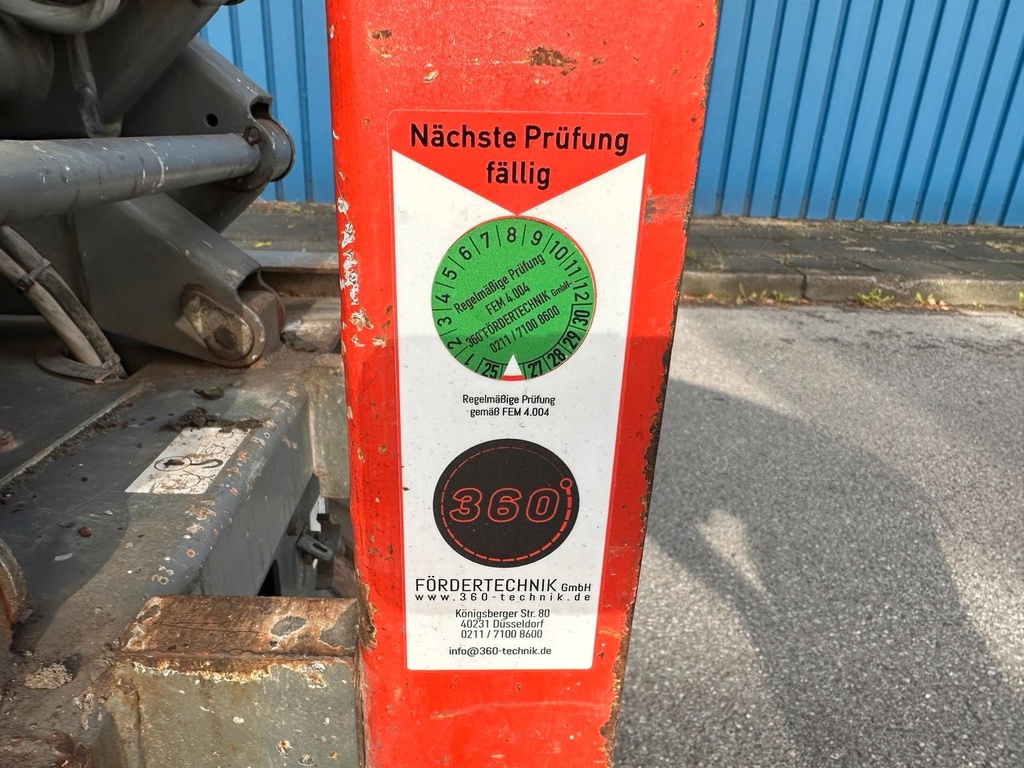 Nächste Prüfung
fällig
1 2 3 4 5 6 7 8 9 10 11 12
25 27 28 29 30
Regelmäßige Prüfung
FEM 4.004
360°FÖRDERTECHNIK GmbH
0211 / 7100 8600
Regelmäßige Prüfung
gemäß FEM 4.004
360°
FÖRDERTECHNIK GmbH
www.360-technik.de
Königsberger Str. 80
40231 Düsseldorf
0211 / 7100 8600
info@360-technik.de